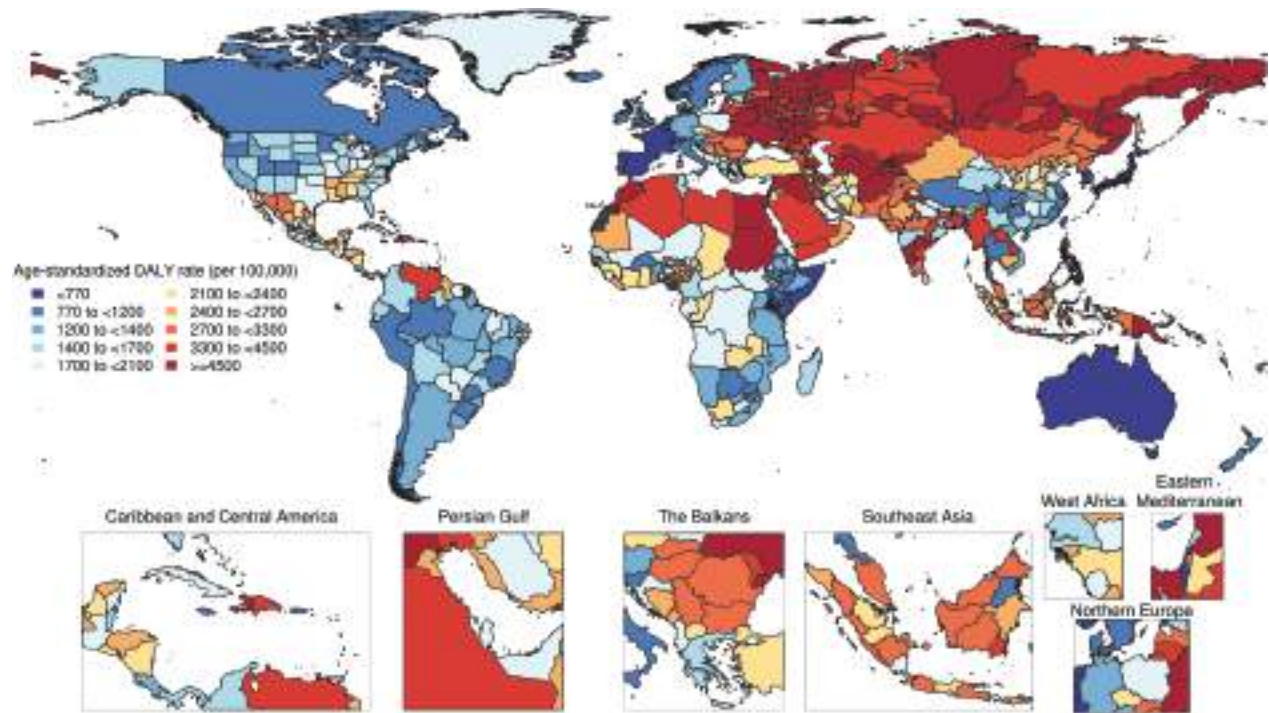 Age-standardized DALY rate (per 100,000)
<770
770 to <1200
1200 to <1400
1400 to <1700
1700 to <2100
2100 to <2400
2400 to <2700
2700 to <3300
3300 to <4500
>=4500
Caribbean and Central America
Persian Gulf
The Balkans
Southeast Asia
West Africa
Eastern
Mediterranean
Northern Europe